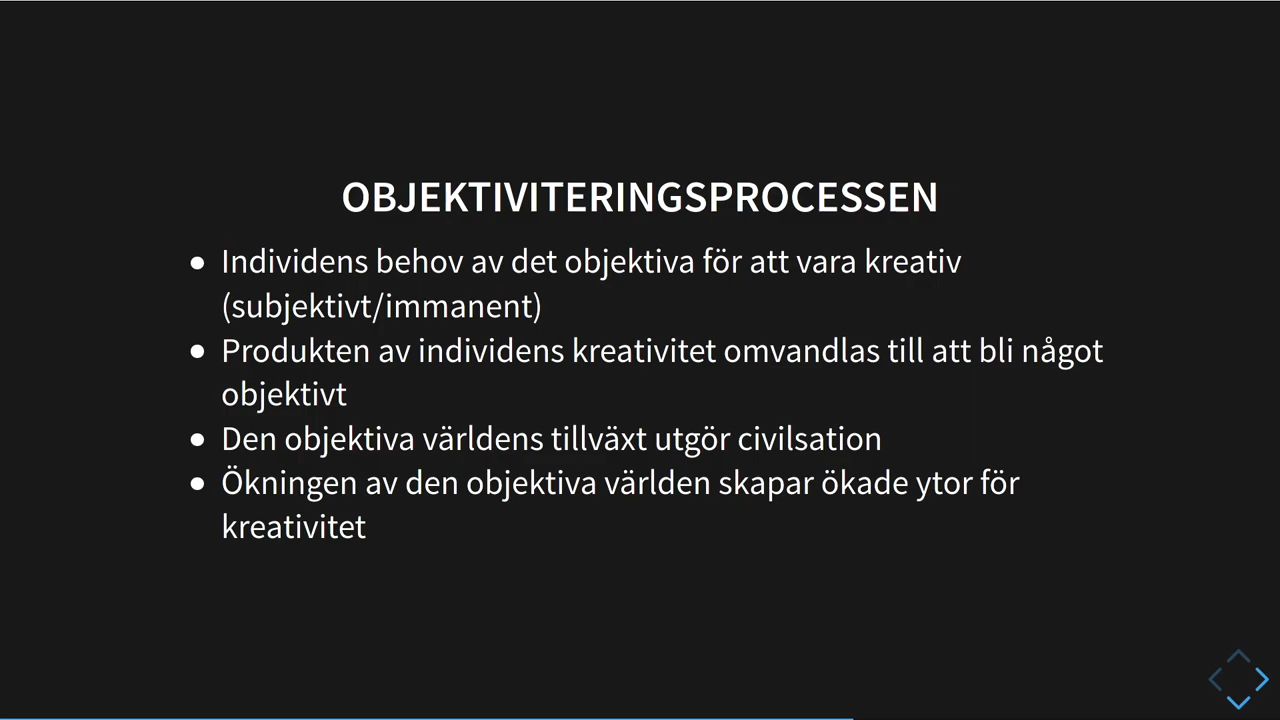 OBJEKTIVITERINGSPROCESSEN
• Individens behov av det objektiva för att vara kreativ
(subjektivt/immanent)
• Produkten av individens kreativitet omvandlas till att bli något
objektivt
• Den objektiva världens tillväxt utgör civilsation
• Ökningen av den objektiva världen skapar ökade ytor för
kreativitet